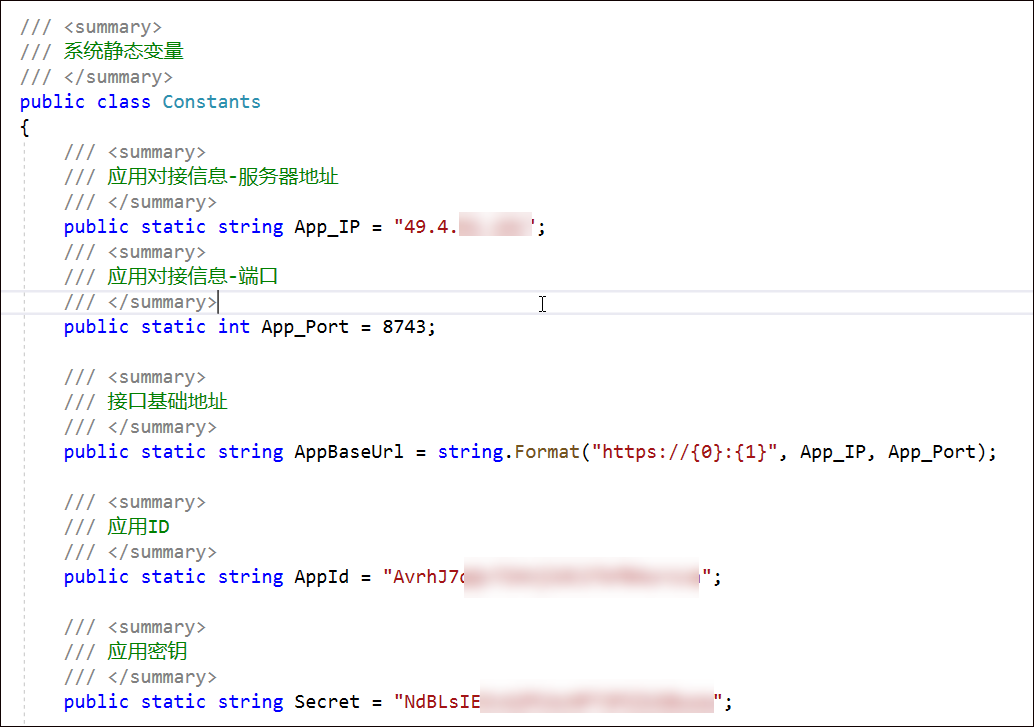 /// <summary>
/// 系统静态变量
/// </summary>
public class Constants
{
/// <summary>
/// 应用对接信息-服务器地址
/// </summary>
public static string App_IP = "49.4.";
/// <summary>
/// 应用对接信息-端口
/// </summary>
public static int App_Port = 8743;
/// <summary>
/// 接口基础地址
/// </summary>
public static string AppBaseUrl = string.Format("https://{0}:{1}", App_IP, App_Port);
/// <summary>
/// 应用ID
/// </summary>
public static string AppId = "AvrhJ7";
/// <summary>
/// 应用密钥
/// </summary>
public static string Secret = "NdBLsIE";